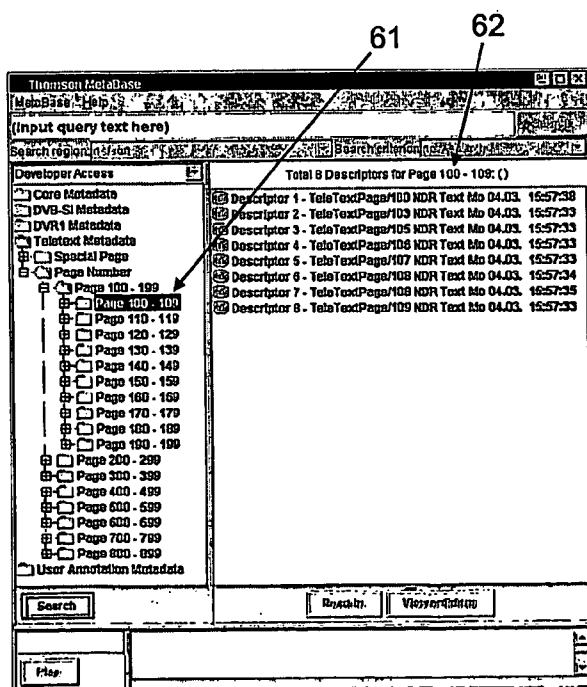 61
62
Thomson MetaBase
MetaBase Help
(Input query text here)
Search region
Search criterion
Developer Access
Total 8 Descriptors for Page 100 - 109: ()
Core Metadata
DVB-SI Metadata
DVR1 Metadata
Teletext Metadata
Special Page
Page Number
Page 100 - 199
Page 100 - 109
Page 110 - 119
Page 120 - 129
Page 130 - 139
Page 140 - 149
Page 150 - 159
Page 160 - 169
Page 170 - 179
Page 180 - 189
Page 190 - 199
Page 200 - 299
Page 300 - 399
Page 400 - 499
Page 500 - 599
Page 600 - 699
Page 700 - 799
Page 800 - 899
User Annotation Metadata
Descriptor 1 - TeleTextPage/100 NDR Text Mo 04.03. 15:57:38
Descriptor 2 - TeleTextPage/103 NDR Text Mo 04.03. 15:57:33
Descriptor 3 - TeleTextPage/105 NDR Text Mo 04.03. 15:57:33
Descriptor 4 - TeleTextPage/106 NDR Text Mo 04.03. 15:57:33
Descriptor 5 - TeleTextPage/107 NDR Text Mo 04.03. 15:57:33
Descriptor 6 - TeleTextPage/108 NDR Text Mo 04.03. 15:57:34
Descriptor 7 - TeleTextPage/108 NDR Text Mo 04.03. 15:57:35
Descriptor 8 - TeleTextPage/109 NDR Text Mo 04.03. 15:57:33
Search
Play